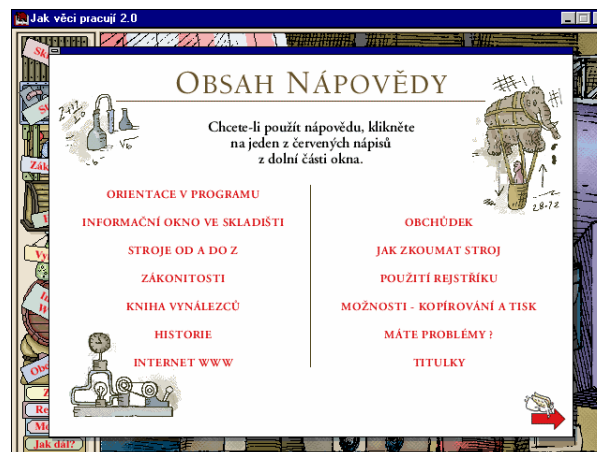 Jak věci pracují 2.0
OBSAH NÁPOVĚDY
Chcete-li použít nápovědu, klikněte
na jeden z červených nápisů
z dolní části okna.
ORIENTACE V PROGRAMU
INFORMAČNÍ OKNO VE SKLADIŠTI
STROJE OD A DO Z
ZÁKONITOSTI
KNIHA VYNÁLEZCŮ
HISTORIE
INTERNET WWW
OBCHŮDEK
JAK ZKOUMAT STROJ
POUŽITÍ REJSTŘÍKU
MOŽNOSTI - KOPÍROVÁNÍ A TISK
MÁTE PROBLÉMY ?
TITULKY
Jak dál?